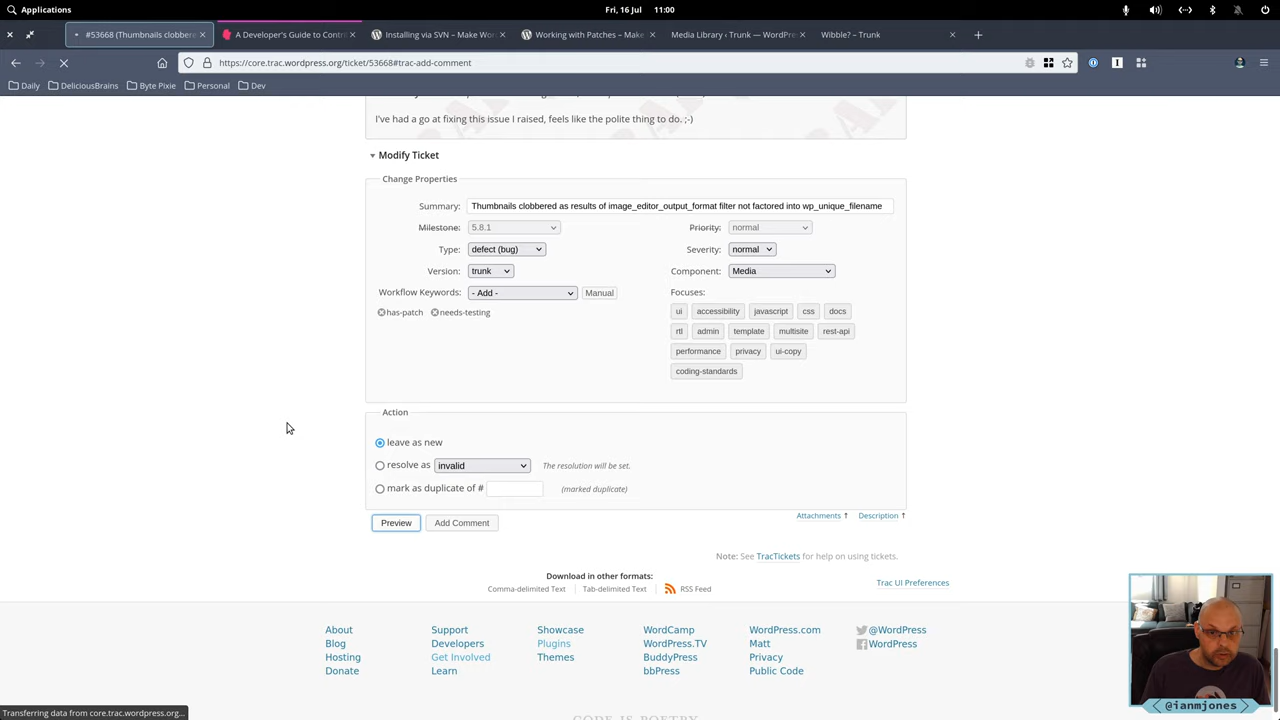 Applications
Fri, 16 Jul
11:00
#53668 (Thumbnails clobbere
A Developer's Guide to Contri
Installing via SVN – Make Wo
Working with Patches – Make
Media Library ‹ Trunk — WordPr
Wibble? – Trunk
https://core.trac.wordpress.org/ticket/53668#trac-add-comment
Daily
DeliciousBrains
Byte Pixie
Personal
Dev
I've had a go at fixing this issue I raised, feels like the polite thing to do. ;-)
Modify Ticket
Change Properties
Summary:
Thumbnails clobbered as results of image_editor_output_format filter not factored into wp_unique_filename
Milestone:
5.8.1
Priority:
normal
Type:
defect (bug)
Severity:
normal
Version:
trunk
Component:
Media
Workflow Keywords:
- Add -
Manual
Focuses:
has-patch
needs-testing
ui
accessibility
javascript
css
docs
rtl
admin
template
multisite
rest-api
performance
privacy
ui-copy
coding-standards
Action
leave as new
resolve as
invalid
The resolution will be set.
mark as duplicate of #
(marked duplicate)
Preview
Add Comment
Attachments ↑
Description ↑
Note: See TracTickets for help on using tickets.
Download in other formats:
Comma-delimited Text
Tab-delimited Text
RSS Feed
Trac UI Preferences
About
Support
Showcase
WordCamp
WordPress.com
@WordPress
Blog
Developers
Plugins
WordPress.TV
Matt
WordPress
Hosting
Get Involved
Themes
BuddyPress
Privacy
Donate
Learn
bbPress
Public Code
Transferring data from core.trac.wordpress.org...
CODE IS POETRY
< @ianmjones >